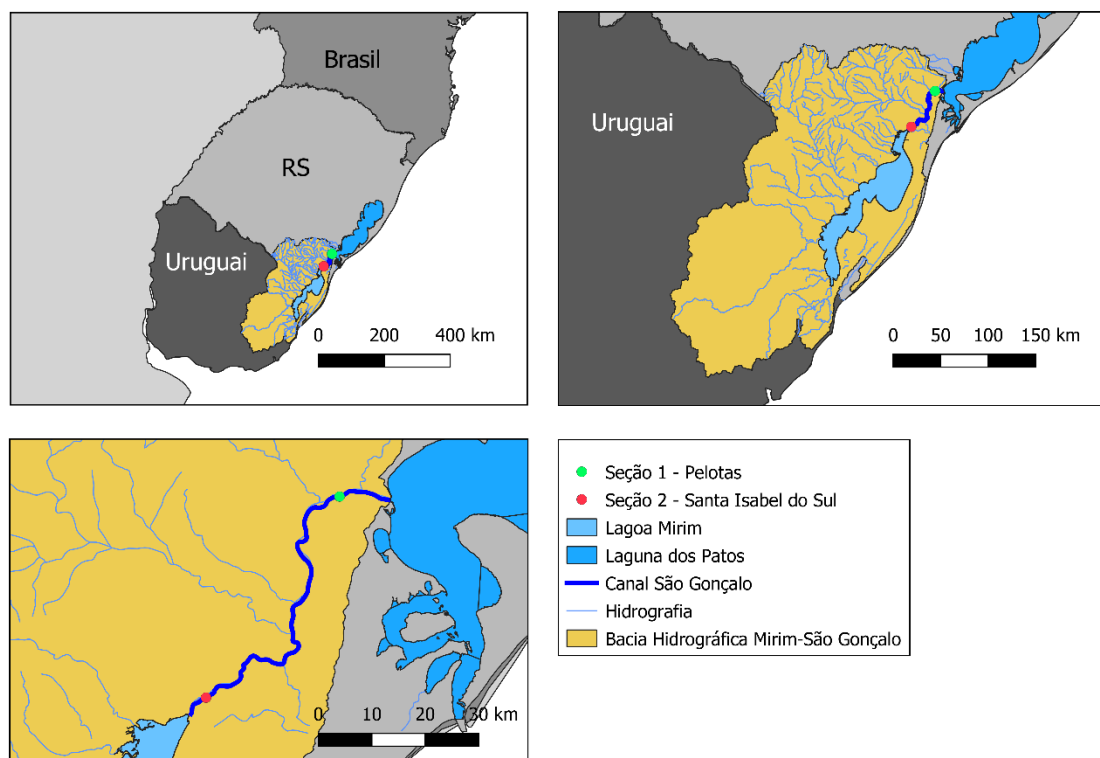 Brasil
RS
Uruguai
0 200 400 km
Uruguai
0 50 100 150 km
0 10 20 30 km
Seção 1 - Pelotas
Seção 2 - Santa Isabel do Sul
Lagoa Mirim
Laguna dos Patos
Canal São Gonçalo
Hidrografia
Bacia Hidrográfica Mirim-São Gonçalo